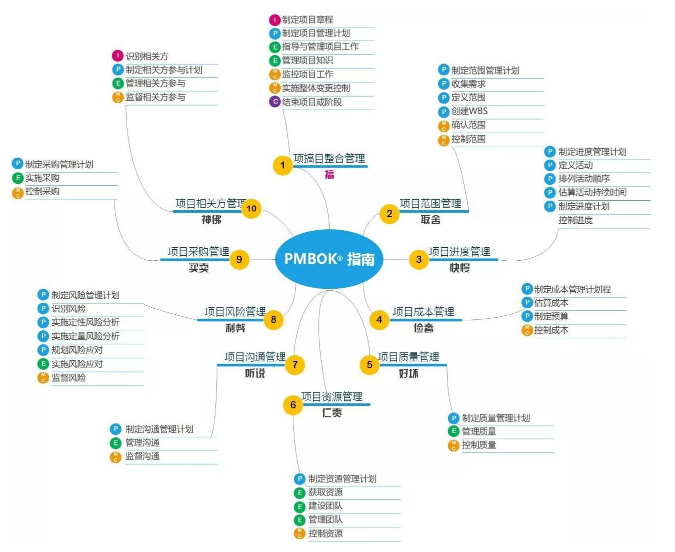 PMBOK® 指南
1
项搞目整合管理
搞
I 制定项目章程
P 制定项目管理计划
E 指导与管理项目工作
E 管理项目知识
M C 监控项目工作
M C 实施整体变更控制
C 结束项目或阶段
2
项目范围管理
取舍
P 制定范围管理计划
P 收集需求
P 定义范围
P 创建WBS
M C 确认范围
M C 控制范围
3
项目进度管理
快慢
P 制定进度管理计划
P 定义活动
P 排列活动顺序
P 估算活动持续时间
P 制定进度计划
控制进度
4
项目成本管理
俭奢
P 制定成本管理计划程
P 估算成本
P 制定预算
M C 控制成本
5
项目质量管理
好坏
P 制定质量管理计划
E 管理质量
M C 控制质量
6
项目资源管理
仁责
P 制定资源管理计划
E 获取资源
E 建设团队
E 管理团队
M C 控制资源
7
项目沟通管理
听说
P 制定沟通管理计划
E 管理沟通
M C 监督沟通
8
项目风险管理
利弊
P 制定风险管理计划
P 识别风险
P 实施定性风险分析
P 实施定量风险分析
P 规划风险应对
E 实施风险应对
M C 监督风险
9
项目采购管理
买卖
P 制定采购管理计划
E 实施采购
M C 控制采购
10
项目相关方管理
神佛
I 识别相关方
P 制定相关方参与计划
E 管理相关方参与
M C 监督相关方参与